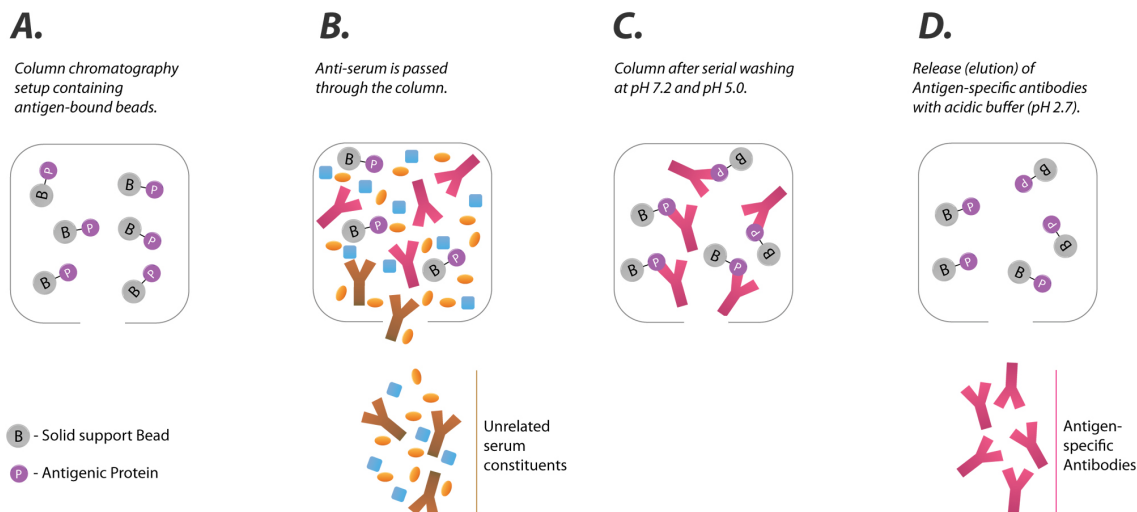 A.
Column chromatography
setup containing
antigen-bound beads.
B.
Anti-serum is passed
through the column.
C.
Column after serial washing
at pH 7.2 and pH 5.0.
D.
Release (elution) of
Antigen-specific antibodies
with acidic buffer (pH 2.7).
P
B
B
P
B
P
B
P
B
P
B
P
B
P
B
P
B
P
B
P
B
P
B
P
B
P
B
P
B
P
B
P
B
P
B
P
B
P
B - Solid support Bead
P - Antigenic Protein
Unrelated
serum
constituents
Antigen-
specific
Antibodies